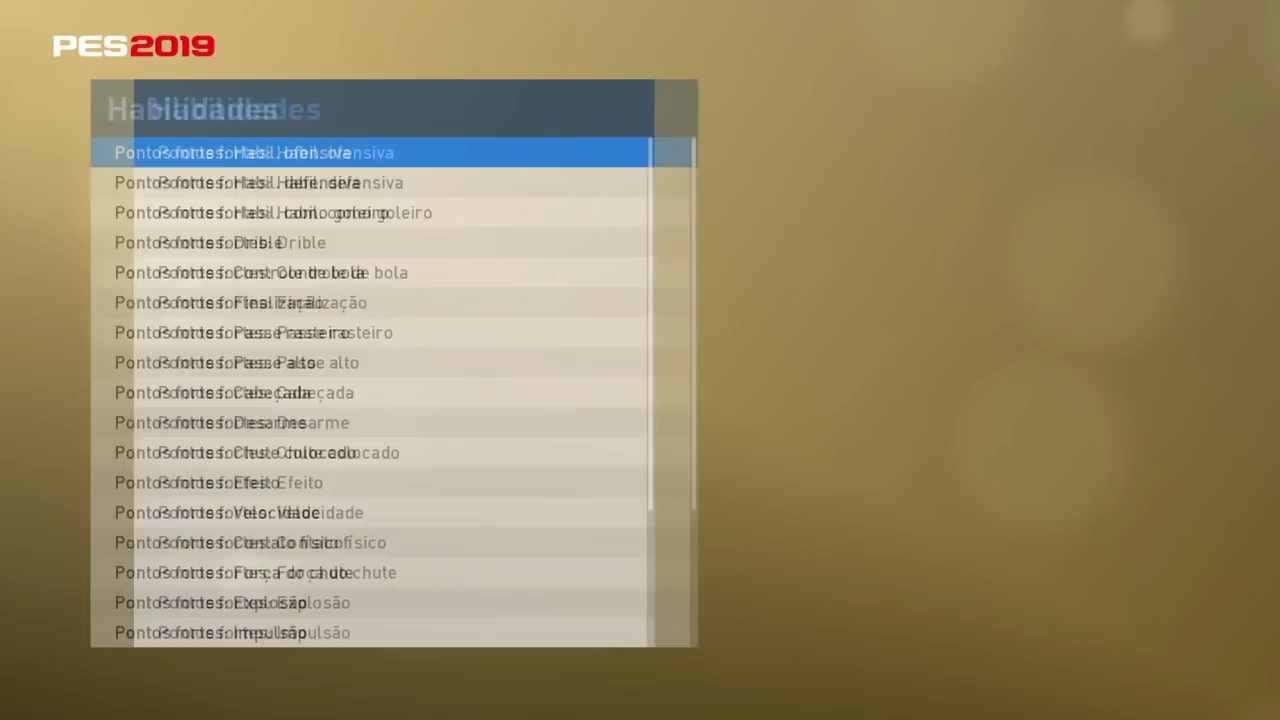 PES2019
Habilidades
Pontos fortes: Habil. ofensiva
Pontos fortes: Habil. defensiva
Pontos fortes: Habil. como goleiro
Pontos fortes: Drible
Pontos fortes: Controle de bola
Pontos fortes: Finalização
Pontos fortes: Passe rasteiro
Pontos fortes: Passe alto
Pontos fortes: Cabeçada
Pontos fortes: Desarme
Pontos fortes: Chute colocado
Pontos fortes: Efeito
Pontos fortes: Velocidade
Pontos fortes: Contato físico
Pontos fortes: Força do chute
Pontos fortes: Explosão
Pontos fortes: Impulsão